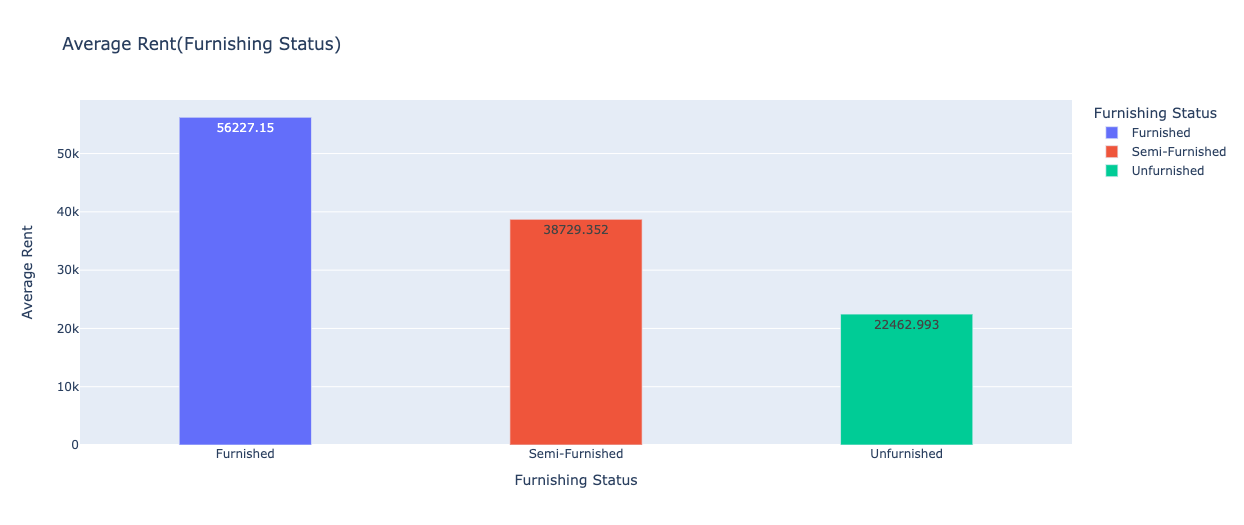 Average Rent(Furnishing Status)
Furnishing Status
Furnished
Semi-Furnished
Unfurnished
Average Rent
50k
40k
30k
20k
10k
0
56227.15
38729.352
22462.993
Furnished
Semi-Furnished
Unfurnished
Furnishing Status